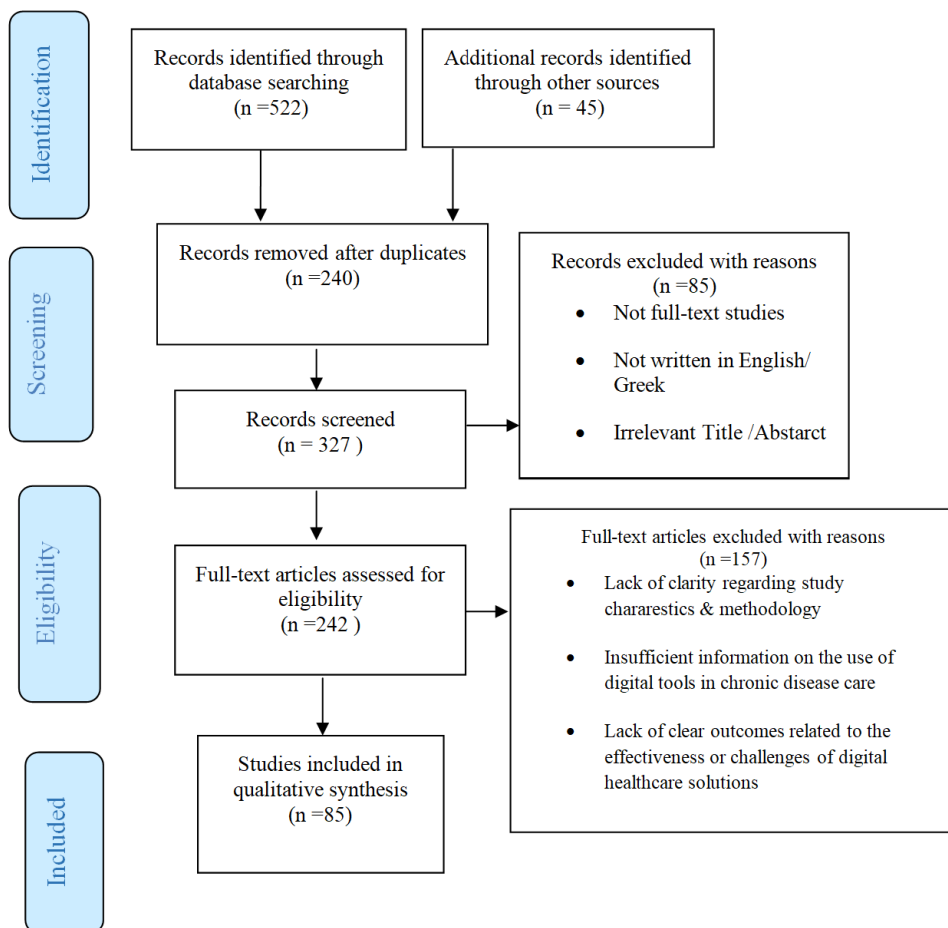 Identification
Records identified through
database searching
(n =522)
Additional records identified
through other sources
(n = 45)
Screening
Records removed after duplicates
(n =240)
Records excluded with reasons
(n =85)
• Not full-text studies
• Not written in English/
Greek
• Irrelevant Title /Abstarct
Records screened
(n = 327 )
Eligibility
Full-text articles assessed for
eligibility
(n =242 )
Full-text articles excluded with reasons
(n =157)
• Lack of clarity regarding study
chararestics & methodology
• Insufficient information on the use of
digital tools in chronic disease care
• Lack of clear outcomes related to the
effectiveness or challenges of digital
healthcare solutions
Included
Studies included in
qualitative synthesis
(n =85)